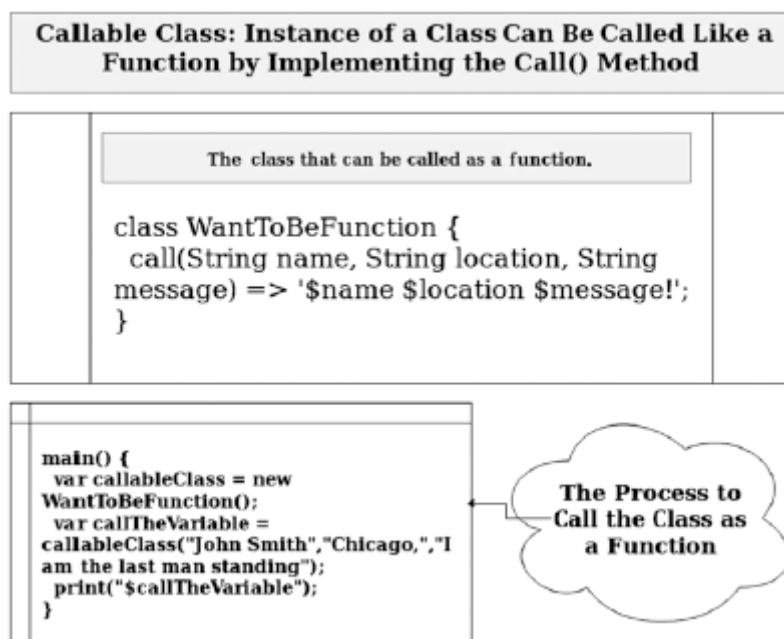 Callable Class: Instance of a Class Can Be Called Like a
Function by Implementing the Call() Method
The class that can be called as a function.
class WantToBeFunction {
call(String name, String location, String
message) => '$name $location $message!';
}
main() {
var callableClass = new
WantToBeFunction();
var callTheVariable =
callableClass("John Smith","Chicago,","I
am the last man standing");
print("$callTheVariable");
}
The Process to
Call the Class as
a Function